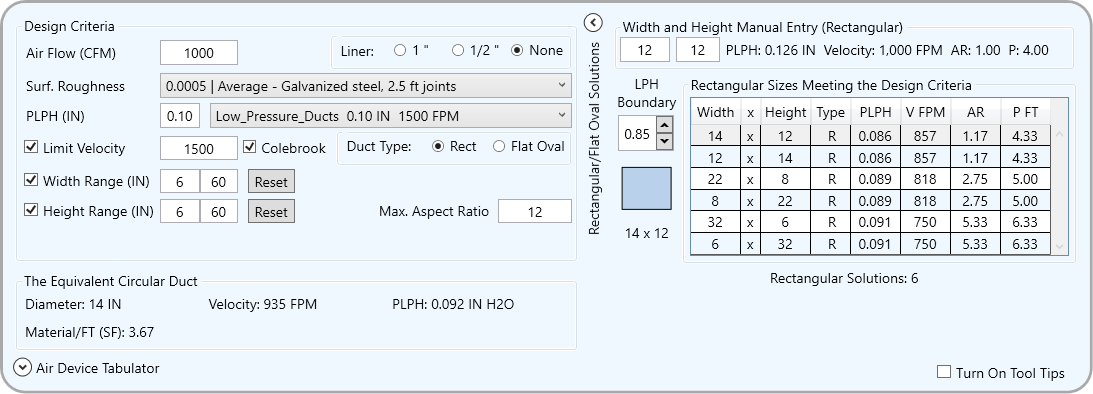 Design Criteria
Air Flow (CFM) 1000 Liner: 1 " 1/2 " None
Surf. Roughness 0.0005 | Average - Galvanized steel, 2.5 ft joints
PLPH (IN) 0.10 Low_Pressure_Ducts 0.10 IN 1500 FPM
Limit Velocity 1500 Colebrook Duct Type: Rect Flat Oval
Width Range (IN) 6 60 Reset
Height Range (IN) 6 60 Reset Max. Aspect Ratio 12
The Equivalent Circular Duct
Diameter: 14 IN Velocity: 935 FPM PLPH: 0.092 IN H2O
Material/FT (SF): 3.67
Air Device Tabulator
Rectangular/Flat Oval Solutions
Width and Height Manual Entry (Rectangular)
12 12 PLPH: 0.126 IN Velocity: 1,000 FPM AR: 1.00 P: 4.00
LPH
Boundary
0.85
14 x 12
Rectangular Sizes Meeting the Design Criteria
Width x Height Type PLPH V FPM AR P FT
14 x 12 R 0.086 857 1.17 4.33
12 x 14 R 0.086 857 1.17 4.33
22 x 8 R 0.089 818 2.75 5.00
8 x 22 R 0.089 818 2.75 5.00
32 x 6 R 0.091 750 5.33 6.33
6 x 32 R 0.091 750 5.33 6.33
Rectangular Solutions: 6
Turn On Tool Tips